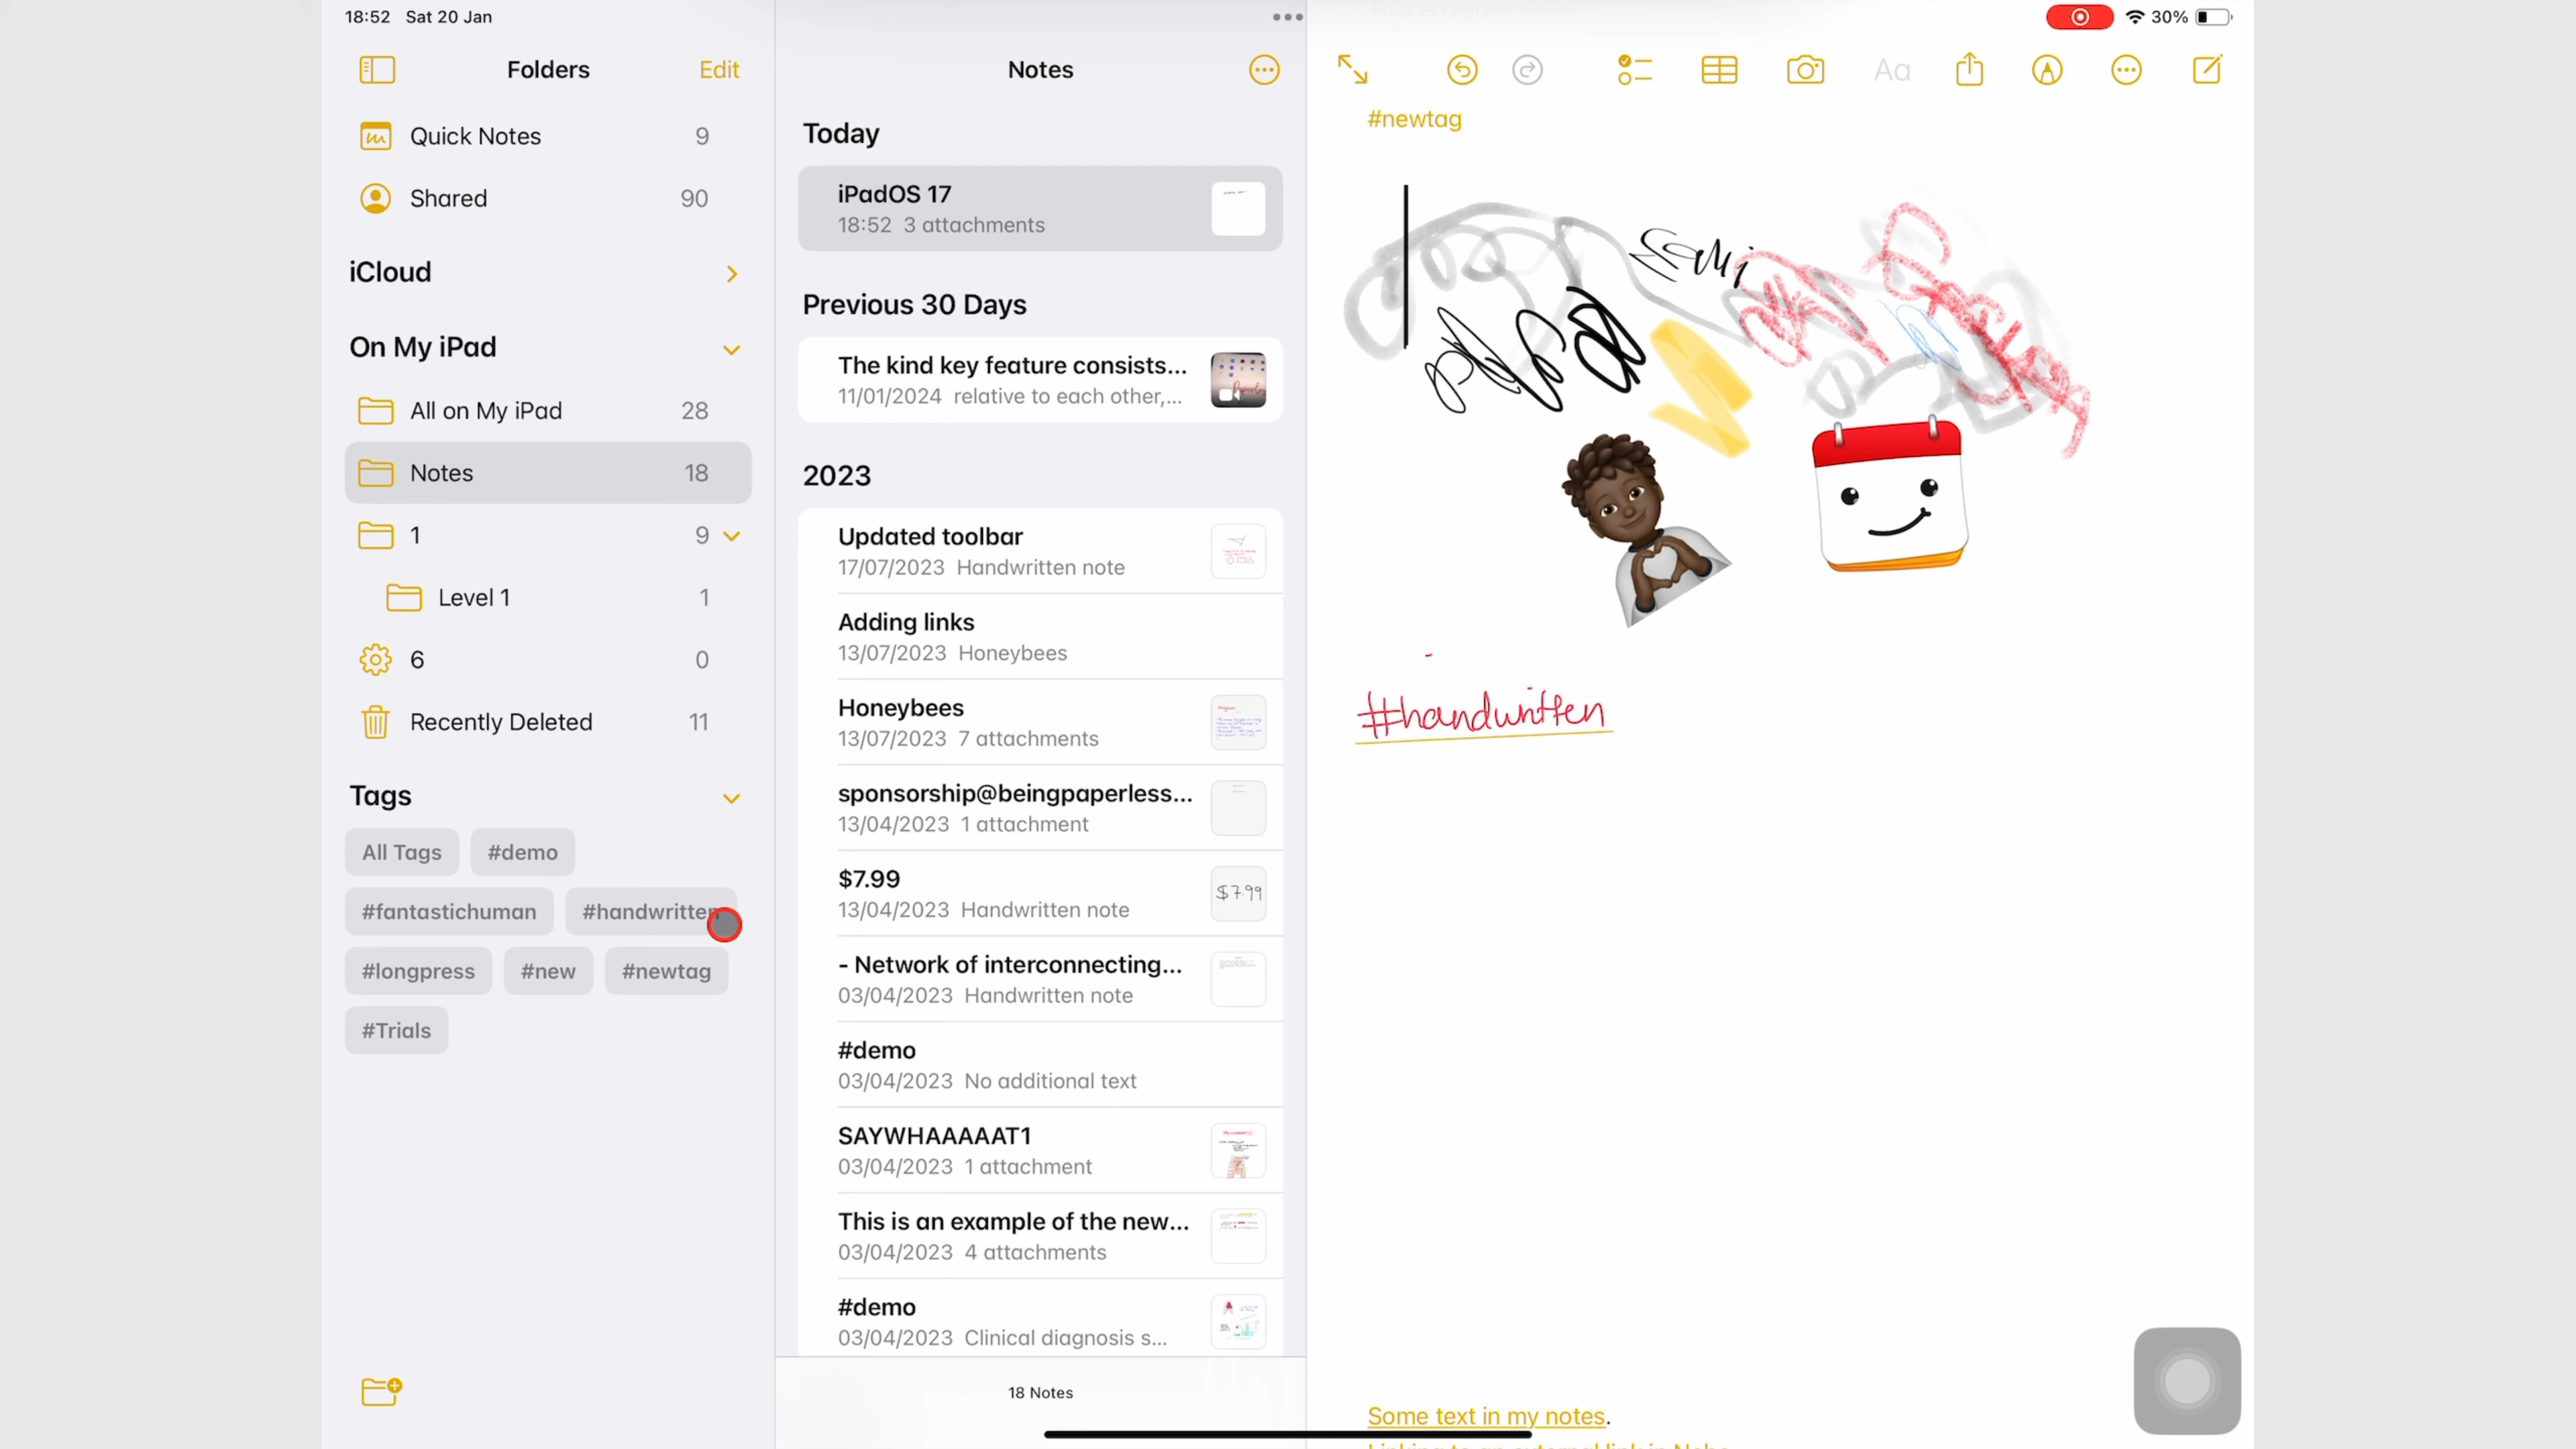 18:52 Sat 20 Jan
30%
Folders
Edit
Quick Notes 9
Shared 90
iCloud
On My iPad
All on My iPad 28
Notes 18
1 9
Level 1 1
6 0
Recently Deleted 11
Tags
All Tags #demo
#fantastichuman #handwritten
#longpress #new #newtag
#Trials
Notes
Today
iPadOS 17
18:52 3 attachments
Previous 30 Days
The kind key feature consists...
11/01/2024 relative to each other,...
2023
Updated toolbar
17/07/2023 Handwritten note
Adding links
13/07/2023 Honeybees
Honeybees
13/07/2023 7 attachments
sponsorship@beingpaperless...
13/04/2023 1 attachment
$7.99
13/04/2023 Handwritten note
$7.99
- Network of interconnecting...
03/04/2023 Handwritten note
#demo
03/04/2023 No additional text
SAYWHAAAAAT1
03/04/2023 1 attachment
This is an example of the new...
03/04/2023 4 attachments
#demo
03/04/2023 Clinical diagnosis s...
18 Notes
Aa
#newtag
#handwritten
Some text in my notes.